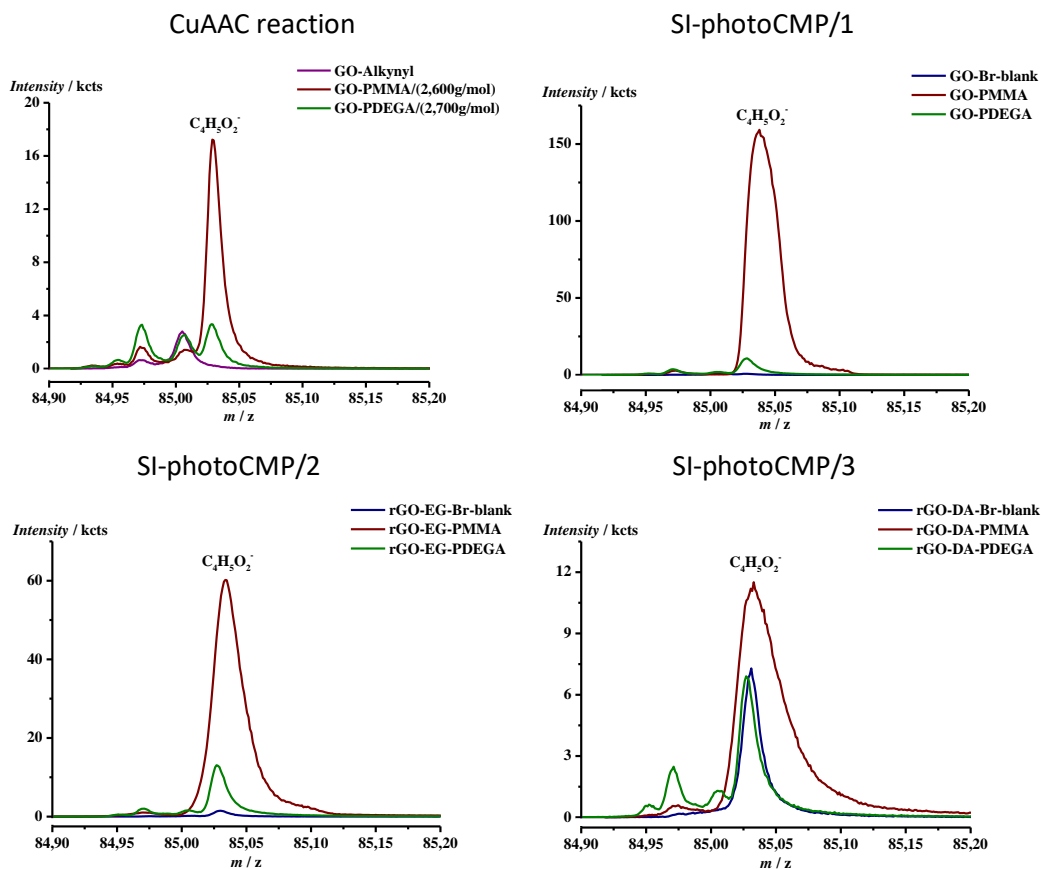 CuAAC reaction
GO-Alkynyl
GO-PMMA/(2,600g/mol)
GO-PDEGA/(2,700g/mol)
Intensity / kcts
C₄H₅O₂⁻
20
16
12
8
4
0
84,90 84,95 85,00 85,05 85,10 85,15 85,20
m / z
SI-photoCMP/1
GO-Br-blank
GO-PMMA
GO-PDEGA
Intensity / kcts
C₄H₅O₂⁻
150
100
50
0
84,90 84,95 85,00 85,05 85,10 85,15 85,20
m / z
SI-photoCMP/2
rGO-EG-Br-blank
rGO-EG-PMMA
rGO-EG-PDEGA
Intensity / kcts
C₄H₅O₂⁻
60
40
20
0
84,90 84,95 85,00 85,05 85,10 85,15 85,20
m / z
SI-photoCMP/3
rGO-DA-Br-blank
rGO-DA-PMMA
rGO-DA-PDEGA
Intensity / kcts
C₄H₅O₂⁻
12
9
6
3
0
84,90 84,95 85,00 85,05 85,10 85,15 85,20
m / z